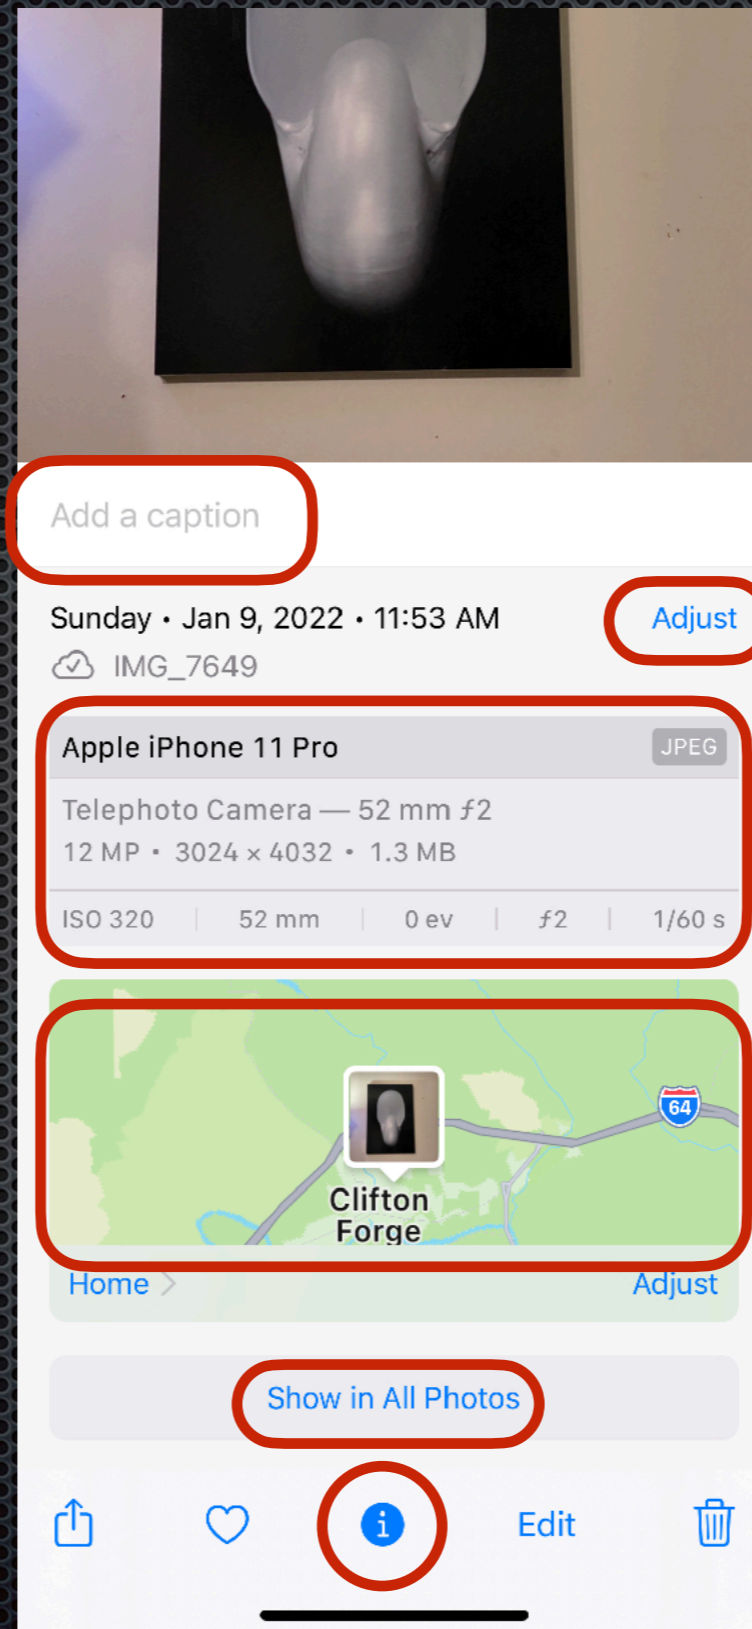 Add a caption
Sunday • Jan 9, 2022 • 11:53 AM
Adjust
IMG_7649
Apple iPhone 11 Pro
JPEG
Telephoto Camera — 52 mm ƒ2
12 MP • 3024 × 4032 • 1.3 MB
ISO 320 | 52 mm | 0 ev | ƒ2 | 1/60 s
64
Clifton
Forge
Home
Adjust
Show in All Photos
i
Edit